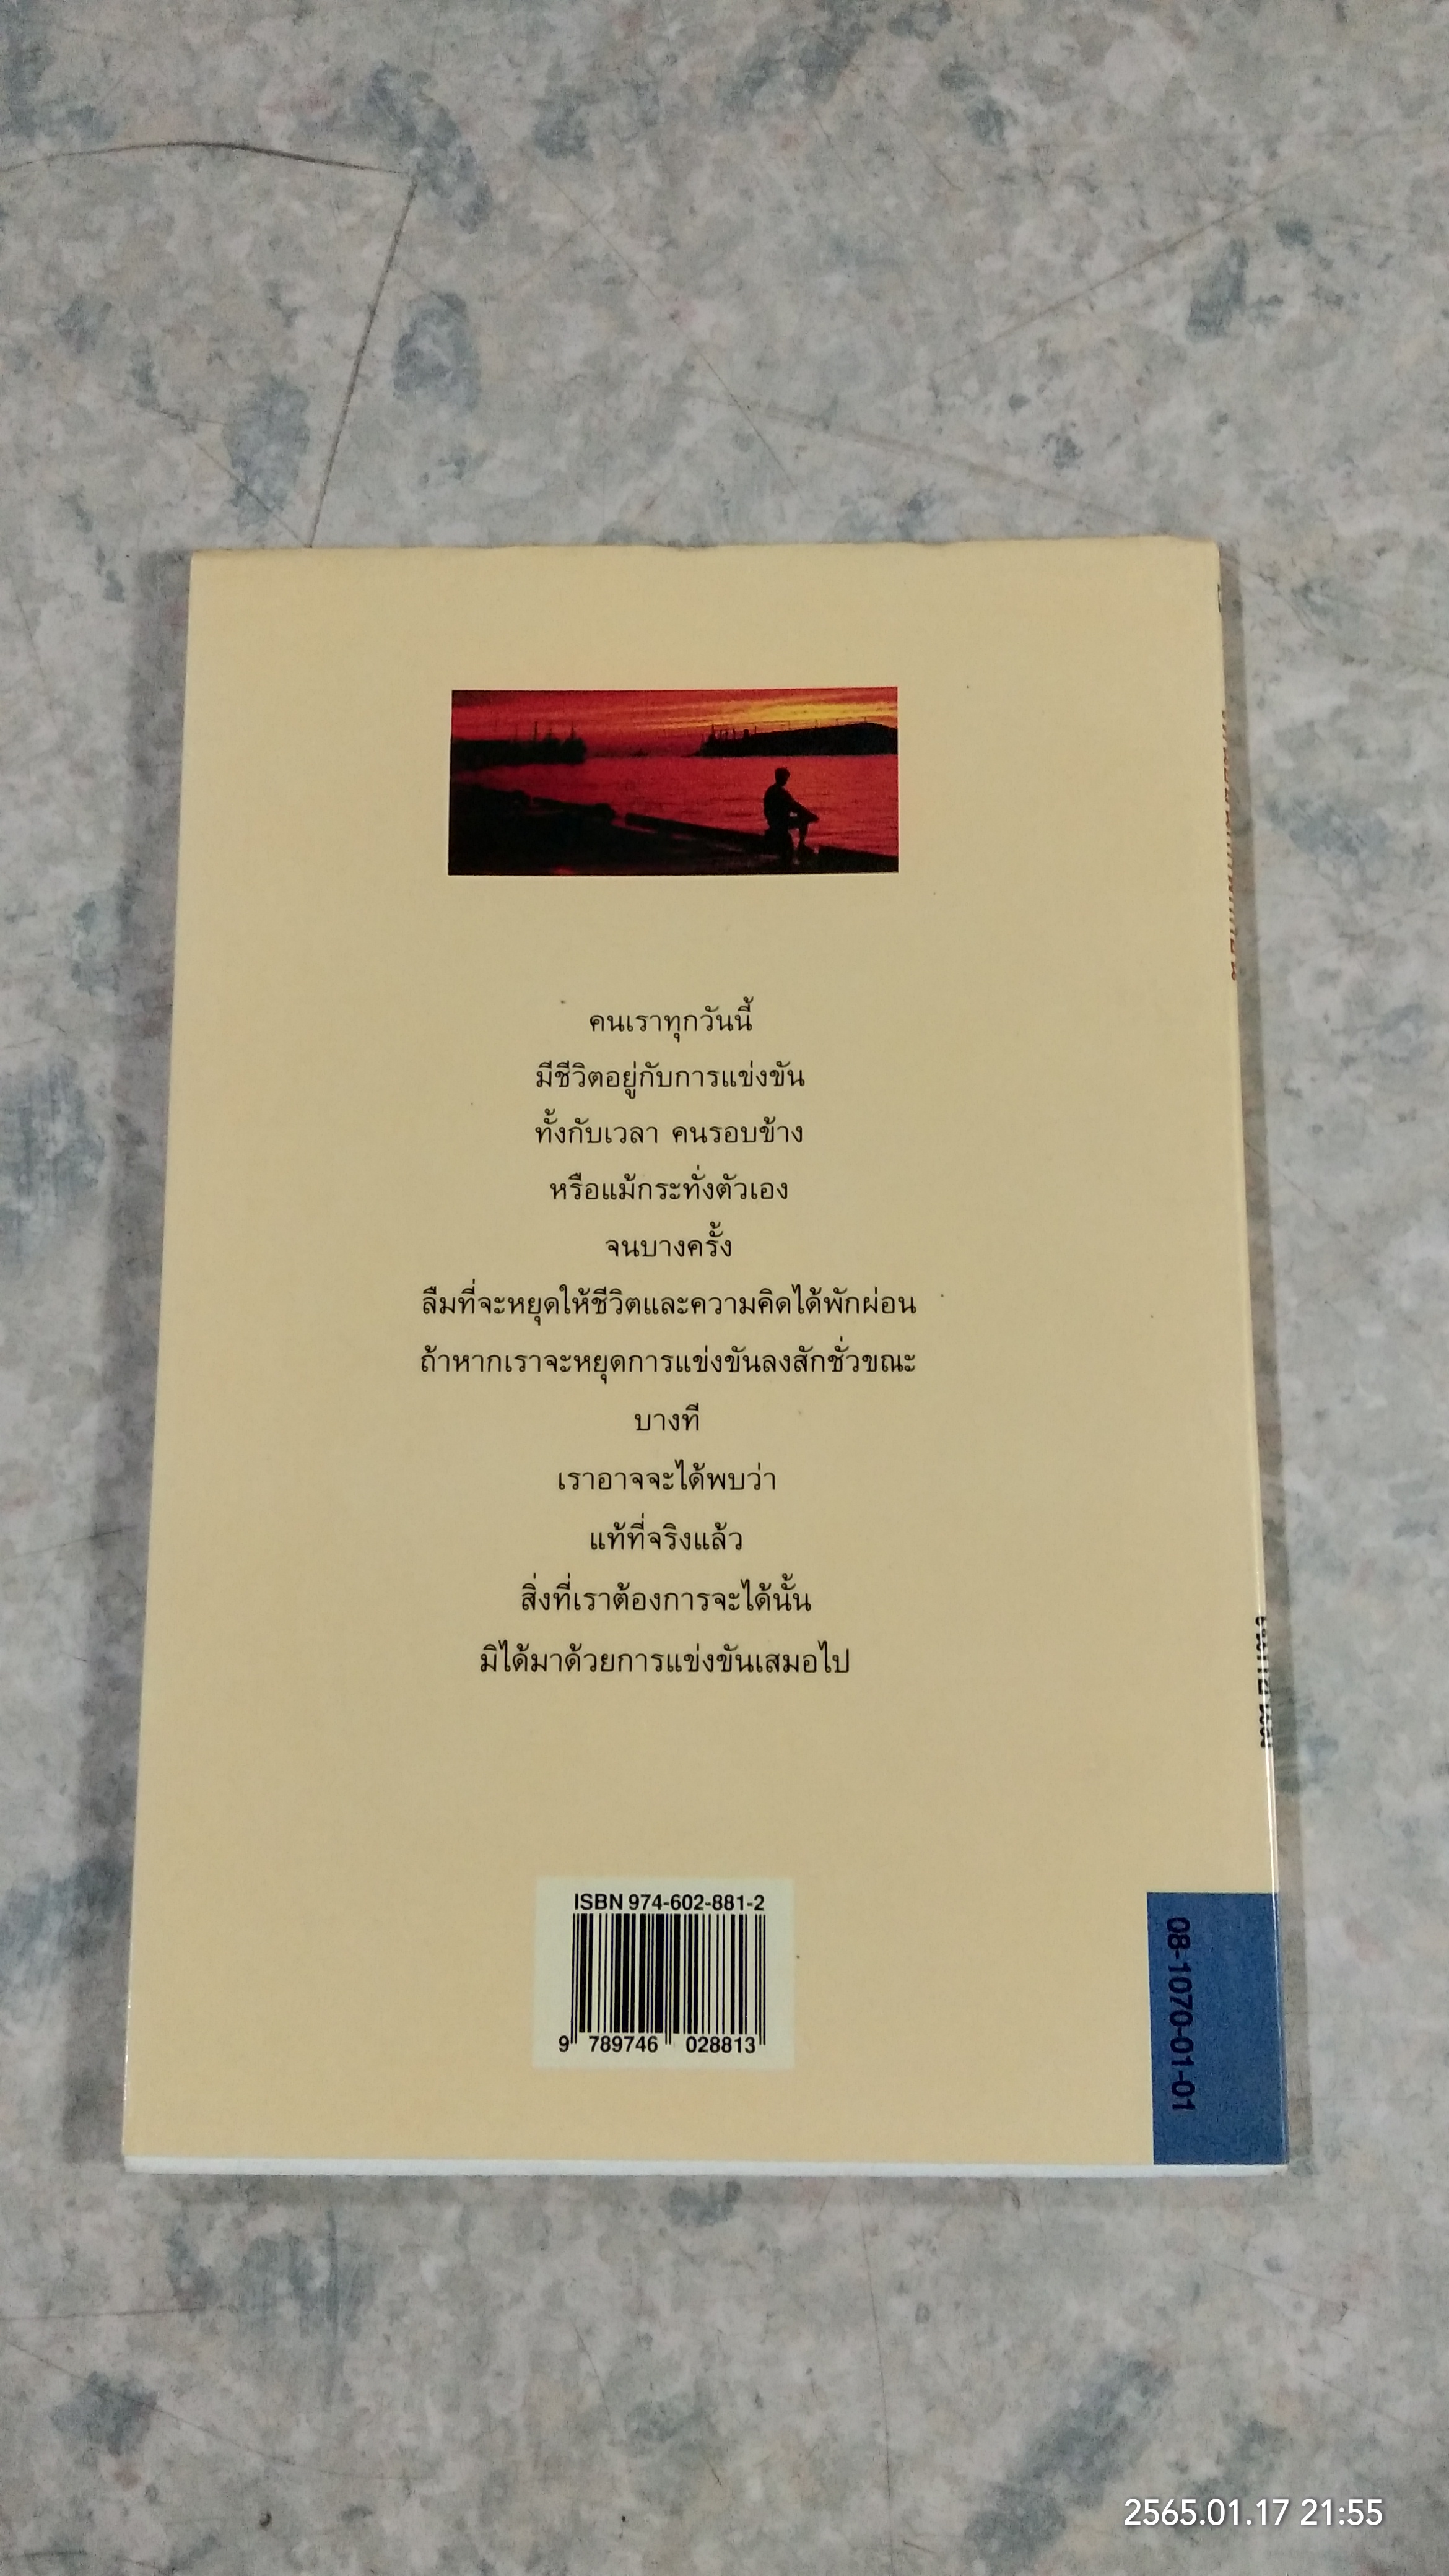 คนเราทุกวันนี้
มีชีวิตอยู่กับการแข่งขัน
ทั้งกับเวลา คนรอบข้าง
หรือแม้กระทั่งตัวเอง
จนบางครั้ง
ลืมที่จะหยุดให้ชีวิตและความคิดได้พักผ่อน
ถ้าหากเราจะหยุดการแข่งขันลงสักชั่วขณะ
บางที
เราอาจจะได้พบว่า
แท้ที่จริงแล้ว
สิ่งที่เราต้องการจะได้นั้น
มิได้มาด้วยการแข่งขันเสมอไป
ISBN 974-602-881-2
9 789746 028813
08-1070-01-01
2565.01.17 21:55